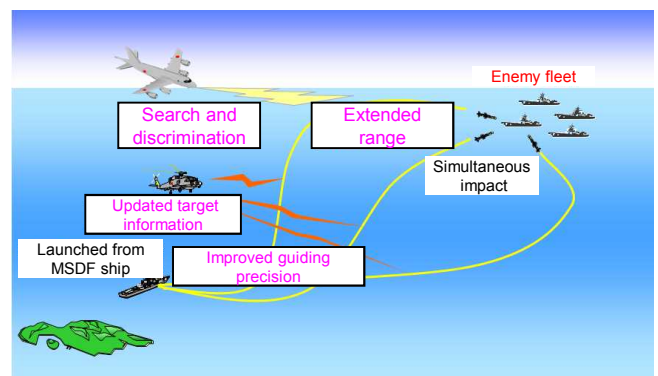 Enemy fleet
Search and
discrimination
Extended
range
Simultaneous
impact
Updated target
information
Launched from
MSDF ship
Improved guiding
precision